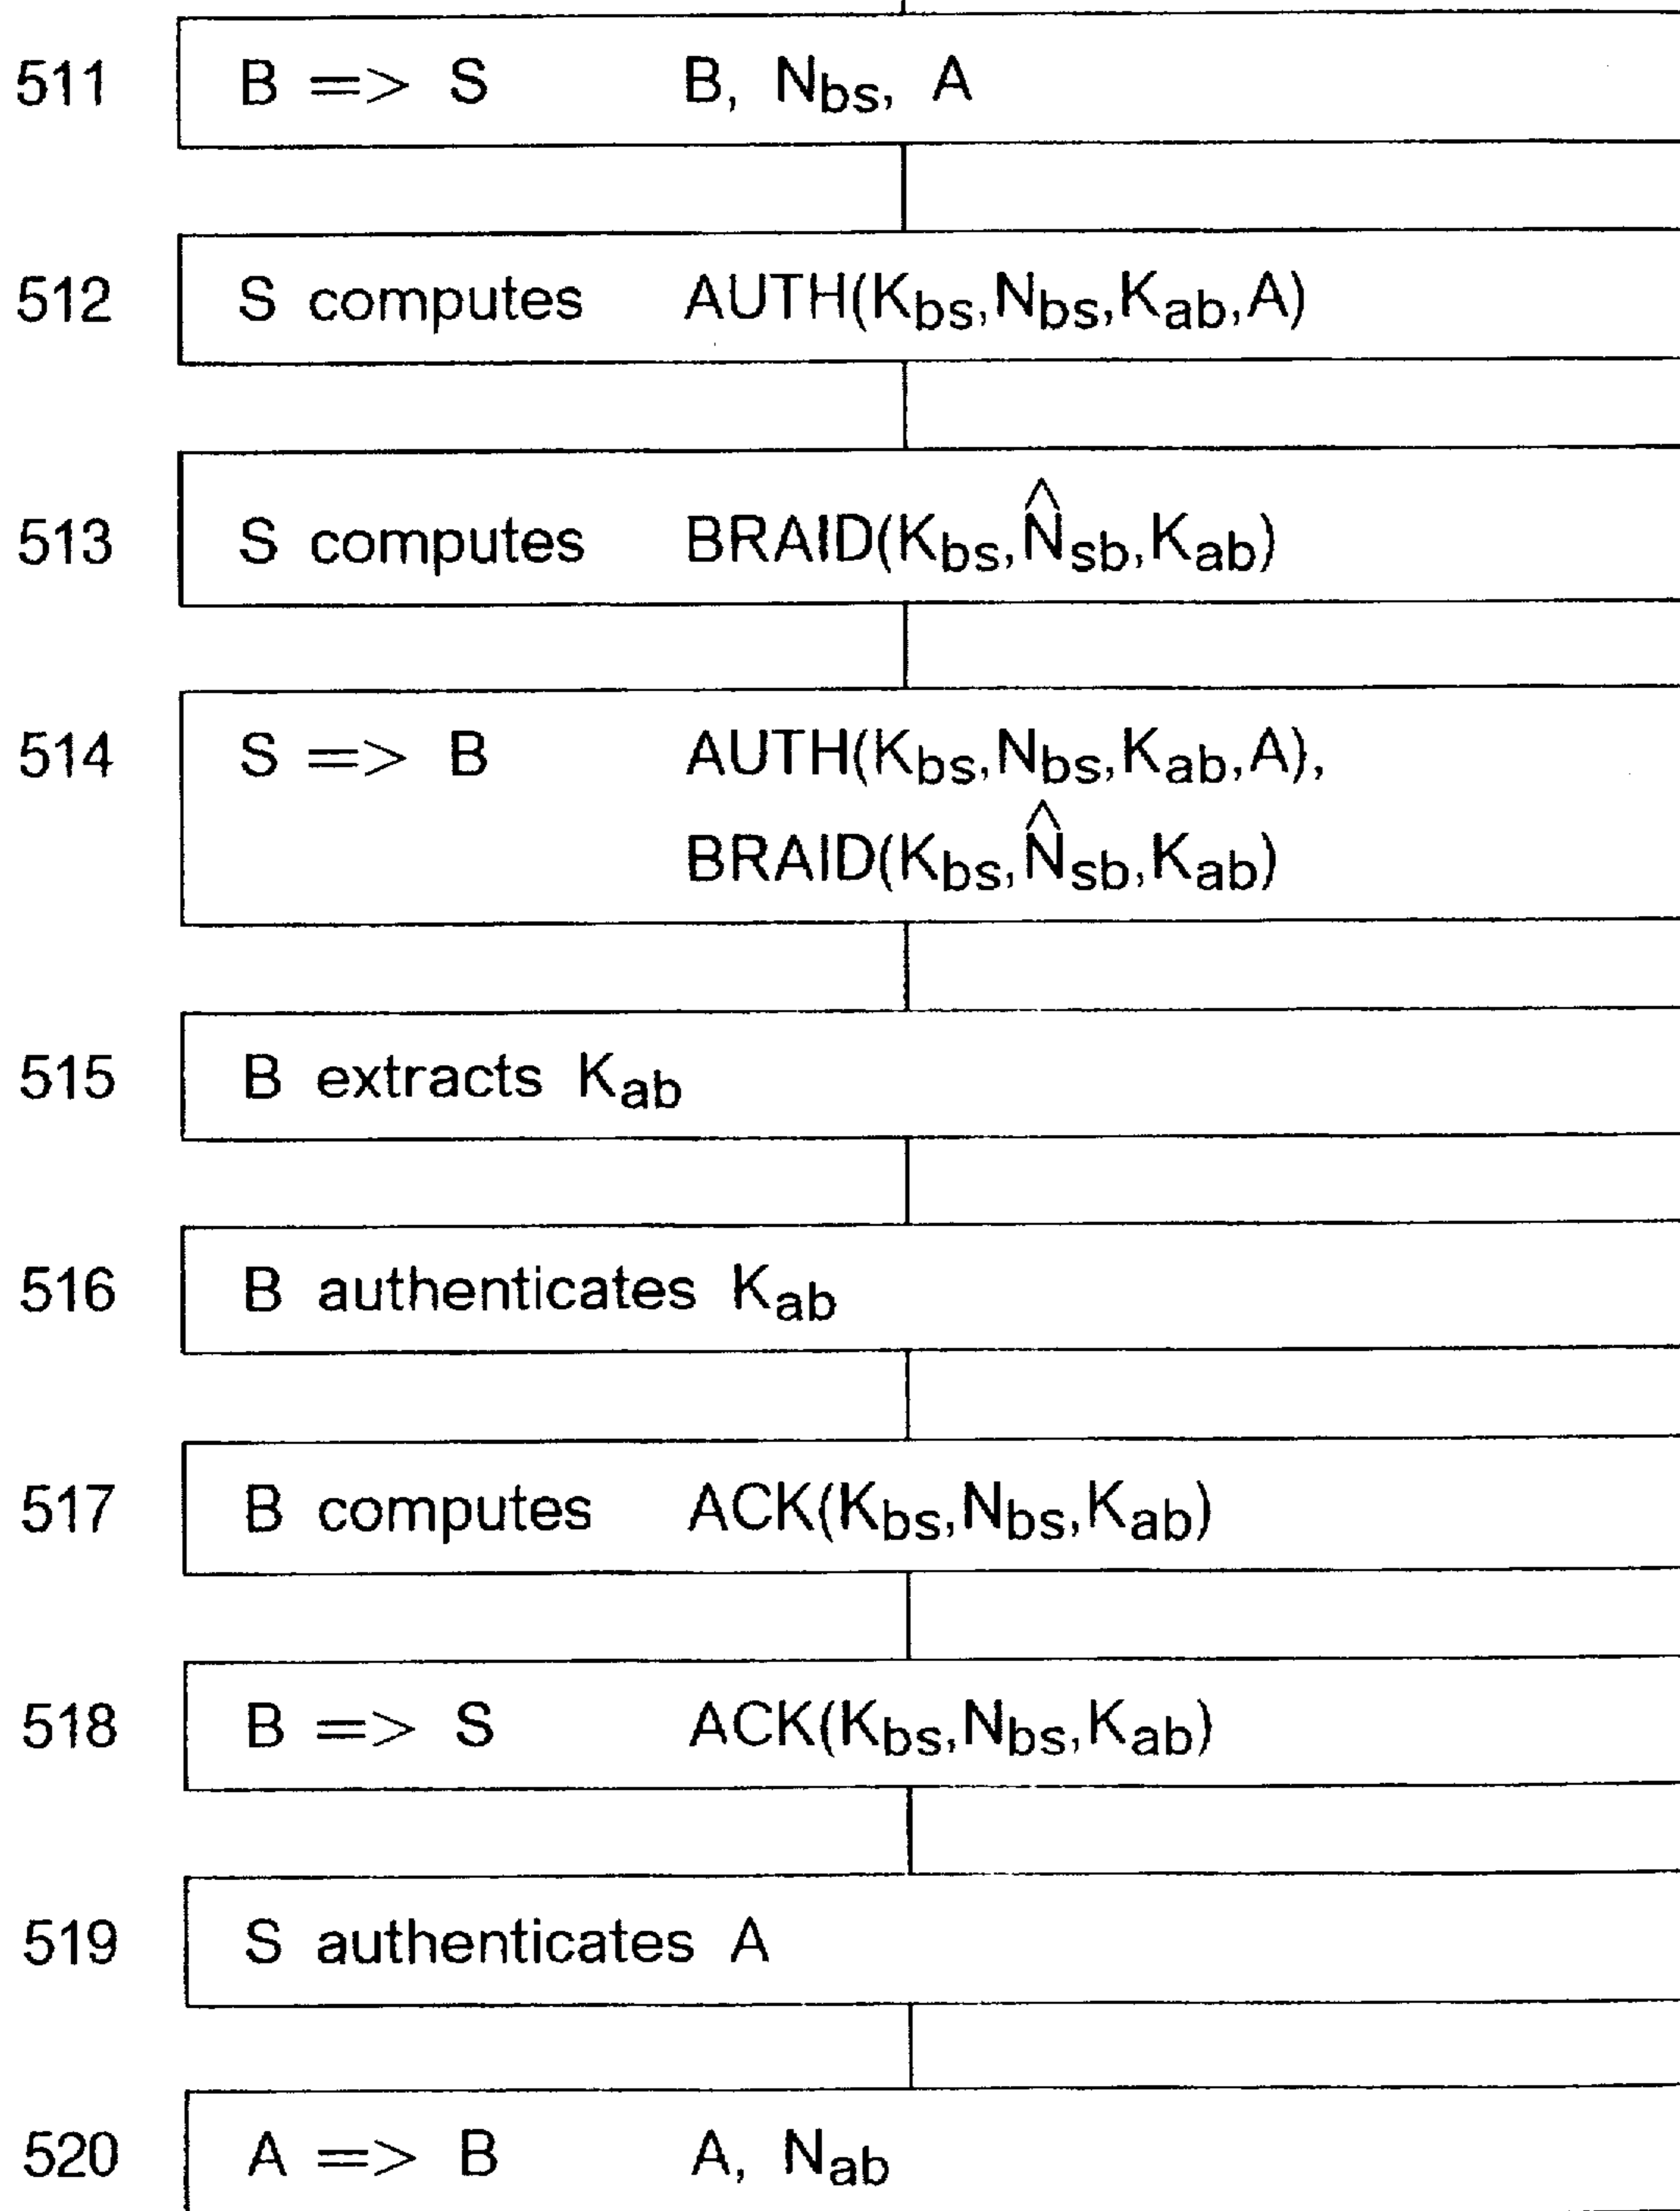 511 B => S B, Nbs, A
512 S computes AUTH(Kbs,Nbs,Kab,A)
513 S computes BRAID(Kbs,N̂sb,Kab)
514 S => B AUTH(Kbs,Nbs,Kab,A),
BRAID(Kbs,N̂sb,Kab)
515 B extracts Kab
516 B authenticates Kab
517 B computes ACK(Kbs,Nbs,Kab)
518 B => S ACK(Kbs,Nbs,Kab)
519 S authenticates A
520 A => B A, Nab